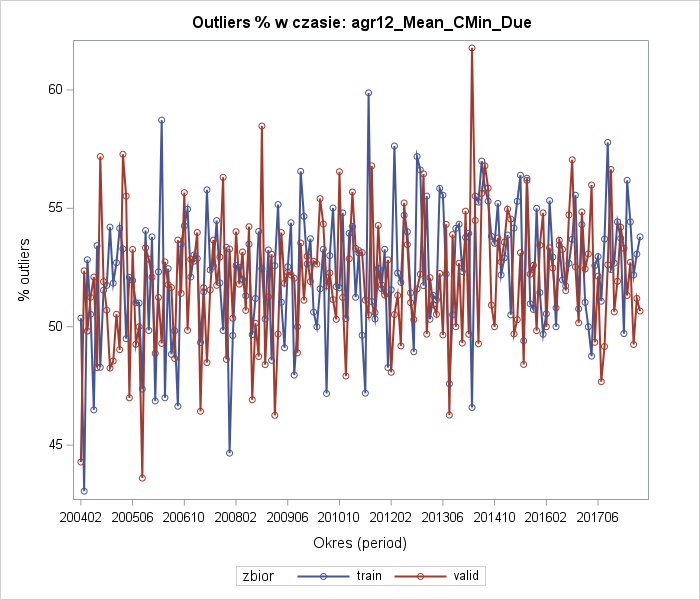 Outliers % w czasie: agr12_Mean_CMin_Due
% outliers
60
55
50
45
200402 200506 200610 200802 200906 201010 201202 201306 201410 201602 201706
Okres (period)
zbior train valid